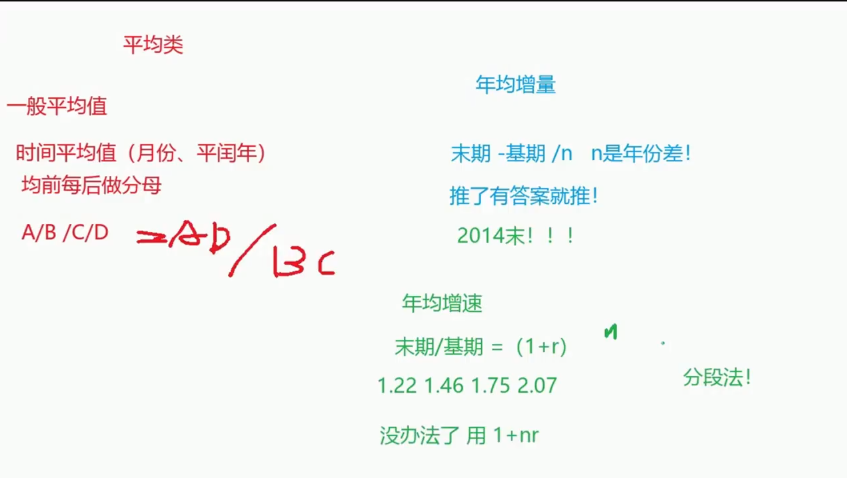 平均类
一般平均值
时间平均值（月份、平闰年）
均前每后做分母
A/B /C/D =AD/BC
年均增量
末期 -基期 /n n是年份差！
推了有答案就推！
2014末！！！
年均增速
末期/基期 =（1+r） n
1.22 1.46 1.75 2.07
分段法！
没办法了 用 1+nr